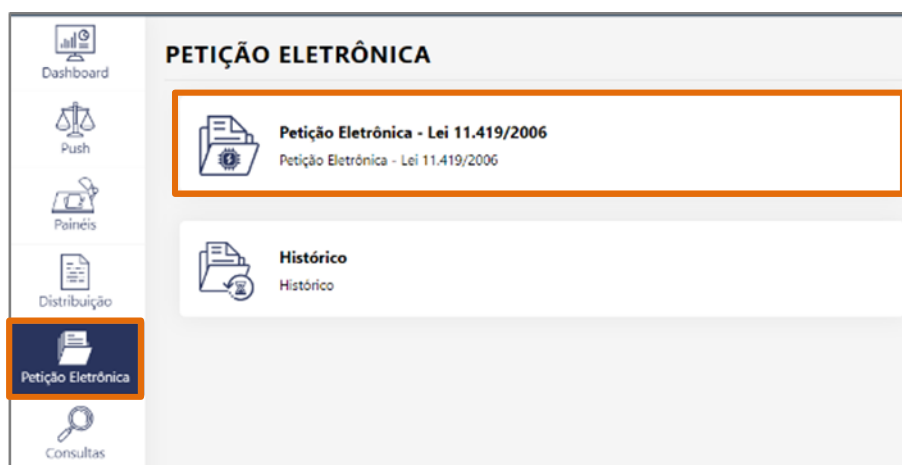 Dashboard
Push
Painéis
Distribuição
Petição Eletrônica
Consultas
PETIÇÃO ELETRÔNICA
Petição Eletrônica - Lei 11.419/2006
Petição Eletrônica - Lei 11.419/2006
Histórico
Histórico